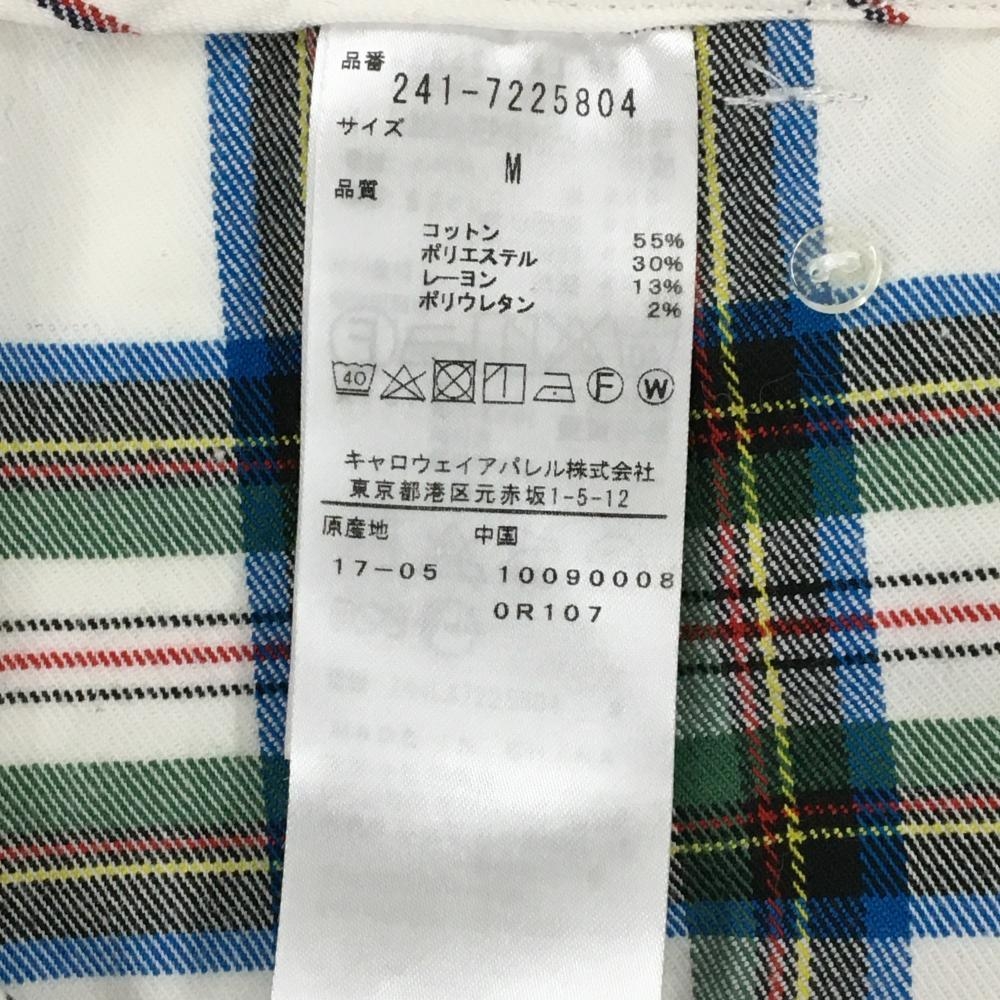 品番
241-7225804
サイズ
M
品質
コットン 55%
ポリエステル 30%
レーヨン 13%
ポリウレタン 2%
40 F W
キャロウェイアパレル株式会社
東京都港区元赤坂1-5-12
原産地 中国
17-05 10090008
0R107